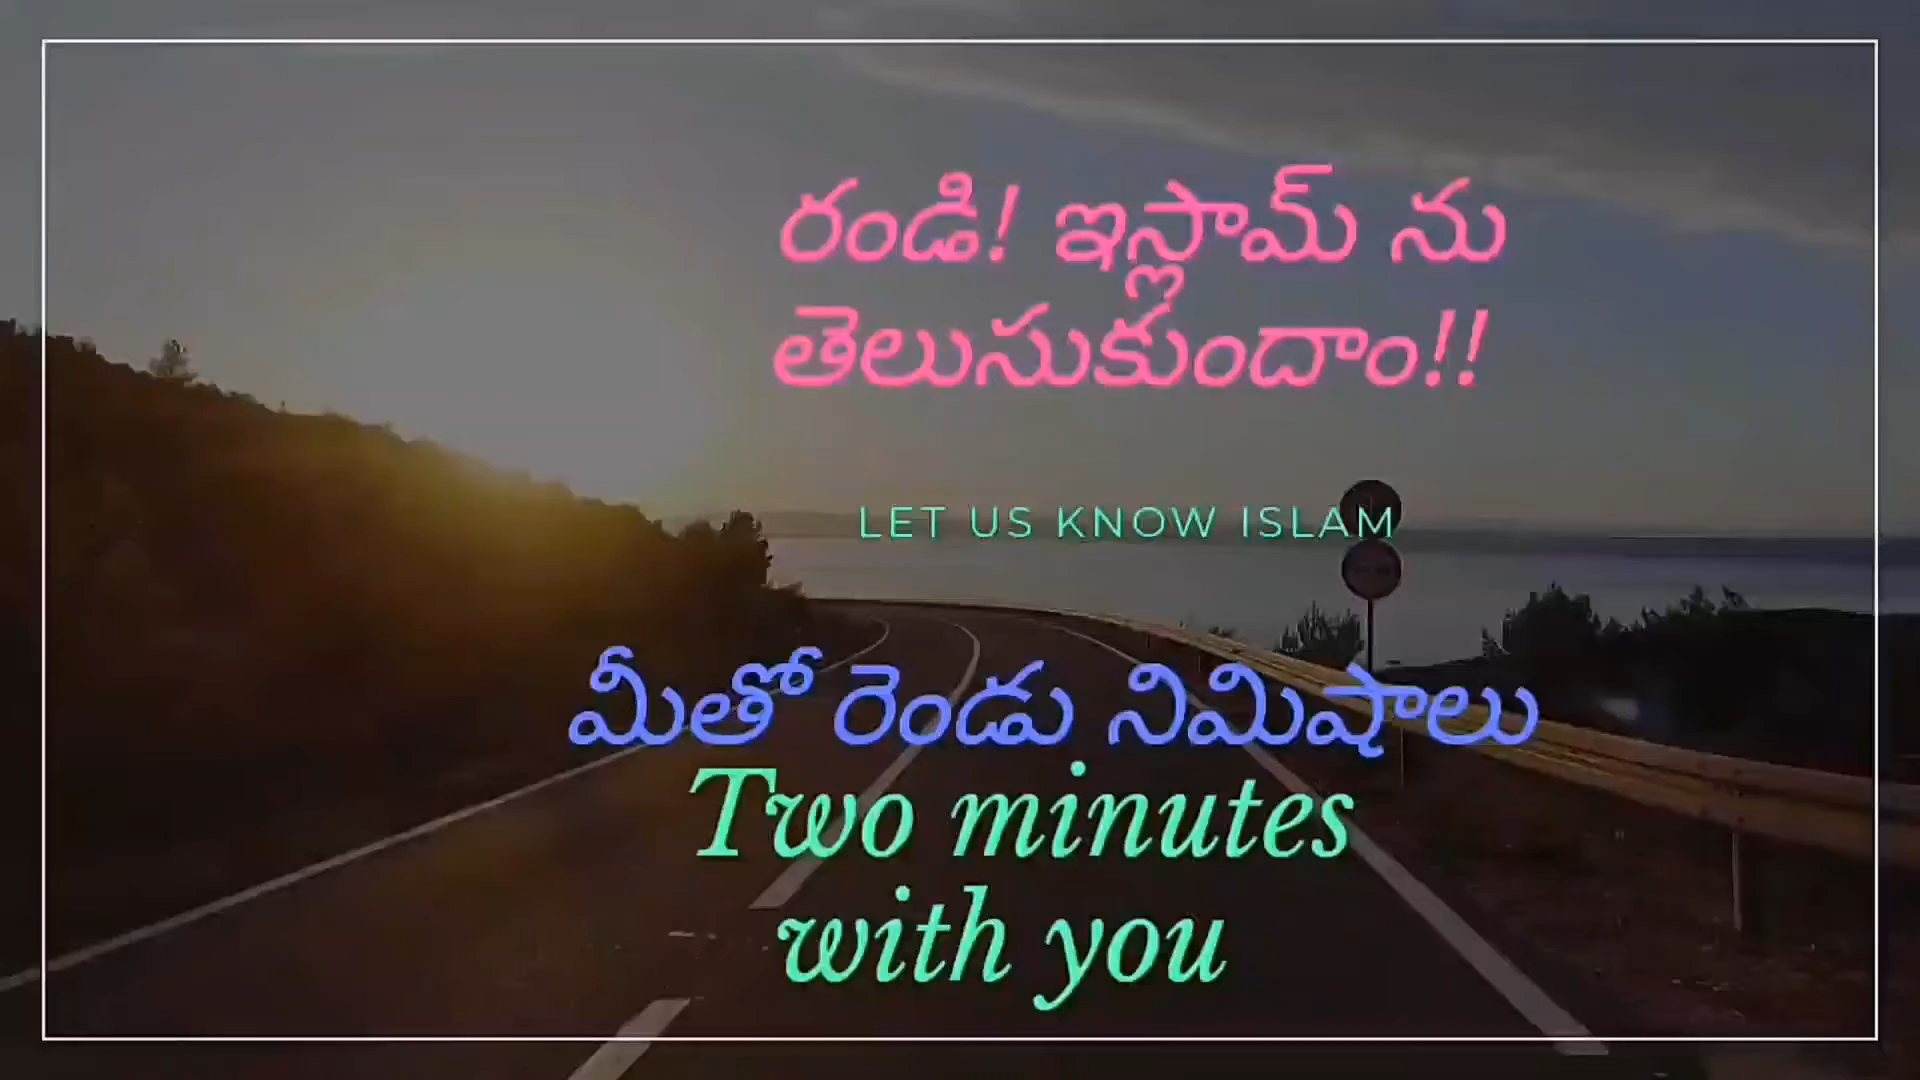 రండి! ఇస్లామ్ ను
తెలుసుకుందాం!!
LET US KNOW ISLAM
మీతో రెండు నిమిషాలు
Two minutes
with you